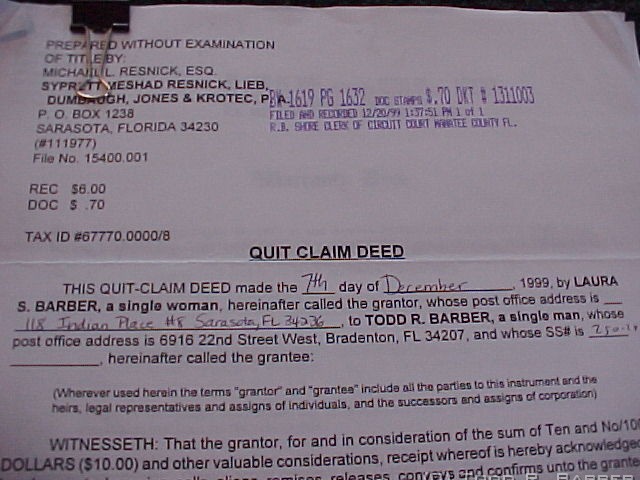 PREPARED WITHOUT EXAMINATION
OF TITLE BY:
MICHAEL L. RESNICK, ESQ.
SYPRETT MESHAD RESNICK, LIEB,
DUMBAUGH, JONES & KROTEC, P.A.
P. O. BOX 1238
SARASOTA, FLORIDA 34230
(#111977)
File No. 15400.001
BK 1619 PG 1632 DOC STAMPS $.70 DKT # 1311003
FILED AND RECORDED 12/20/99 1:37:51 PM 1 of 1
R.B. SHORE CLERK OF CIRCUIT COURT MANATEE COUNTY FL.
REC $6.00
DOC $ .70
TAX ID #67770.0000/8
QUIT CLAIM DEED
THIS QUIT-CLAIM DEED made the 7th day of December, 1999, by LAURA
S. BARBER, a single woman, hereinafter called the grantor, whose post office address is
118 Indian Place #8 Sarasota, FL 34236, to TODD R. BARBER, a single man, whose
post office address is 6916 22nd Street West, Bradenton, FL 34207, and whose SS# is
, hereinafter called the grantee:
(Wherever used herein the terms "grantor" and "grantee" include all the parties to this instrument and the
heirs, legal representatives and assigns of individuals, and the successors and assigns of corporation)
WITNESSETH: That the grantor, for and in consideration of the sum of Ten and No/100
DOLLARS ($10.00) and other valuable considerations, receipt whereof is hereby acknowledged
releases, conveys and confirms unto the grantee